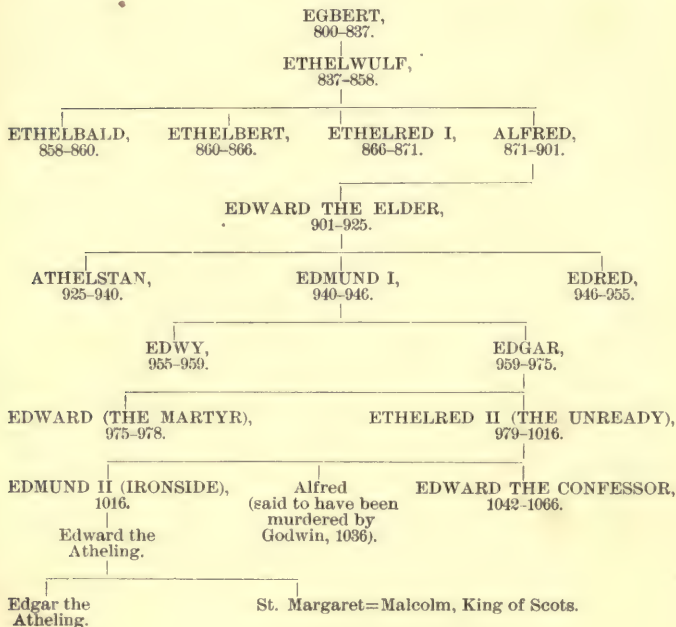 EGBERT,
800–837.
ETHELWULF,
837–858.
ETHELBALD, ETHELBERT, ETHELRED I, ALFRED,
858–860. 860–866. 866–871. 871–901.
EDWARD THE ELDER,
901–925.
ATHELSTAN, EDMUND I, EDRED,
925–940. 940–946. 946–955.
EDWY, EDGAR,
955–959. 959–975.
EDWARD (THE MARTYR), ETHELRED II (THE UNREADY),
975–978. 979–1016.
EDMUND II (IRONSIDE), Alfred EDWARD THE CONFESSOR,
1016. (said to have been 1042–1066.
murdered by
Edward the Godwin, 1036).
Atheling.
Edgar the St. Margaret=Malcolm, King of Scots.
Atheling.